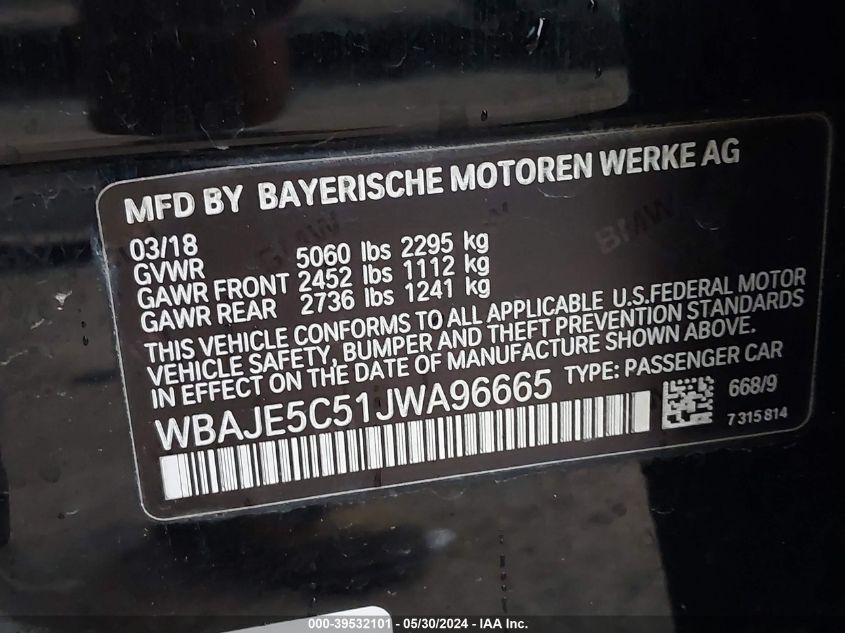 MFD BY BAYERISCHE MOTOREN WERKE AG
03/18
GVWR 5060 lbs 2295 kg
GAWR FRONT 2452 lbs 1112 kg
GAWR REAR 2736 lbs 1241 kg
THIS VEHICLE CONFORMS TO ALL APPLICABLE U.S.FEDERAL MOTOR
VEHICLE SAFETY, BUMPER AND THEFT PREVENTION STANDARDS
IN EFFECT ON THE DATE OF MANUFACTURE SHOWN ABOVE.
WBAJE5C51JWA96665 TYPE: PASSENGER CAR
668/9
7 315 814
BMW
BMW
000-39532101 - 05/30/2024 - IAA Inc.